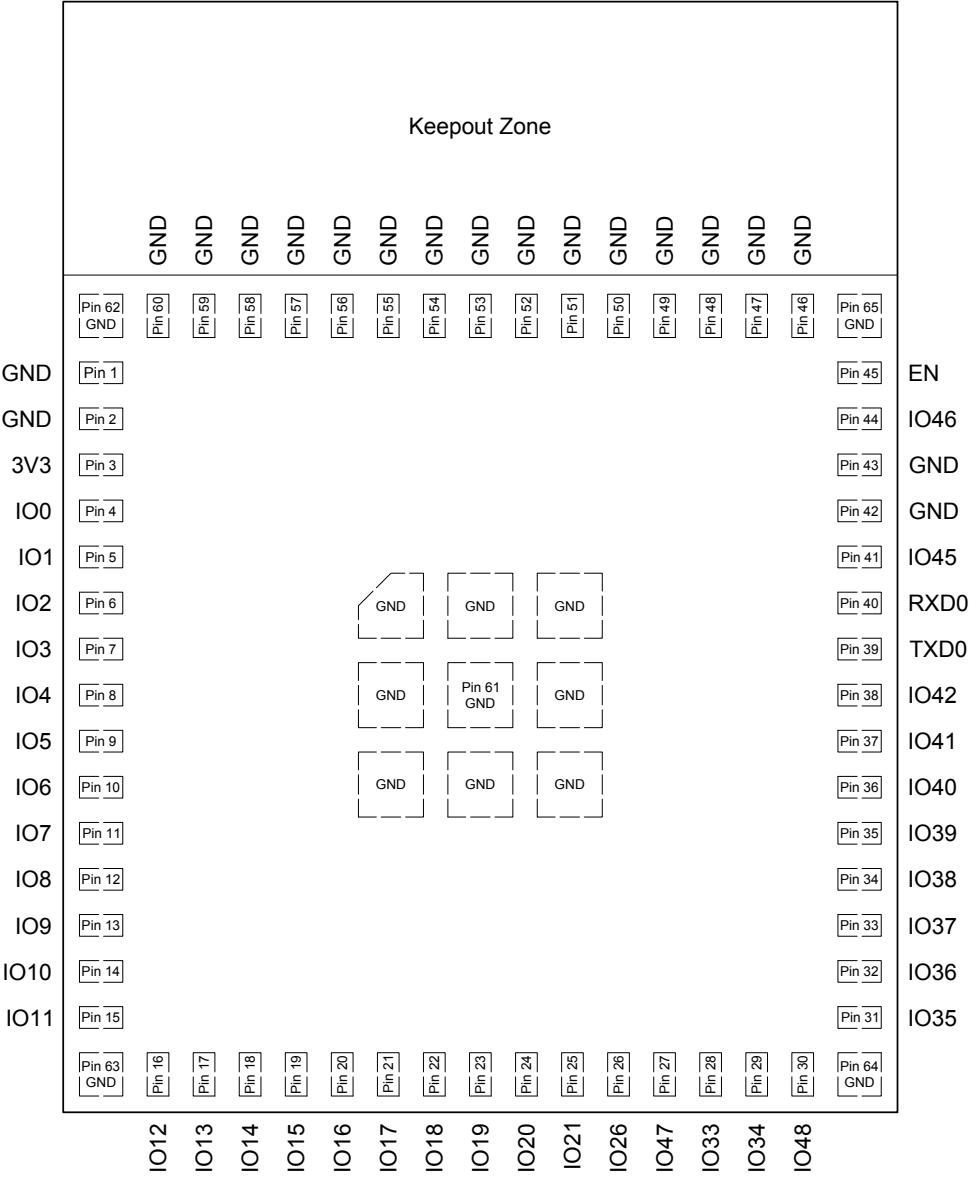 Keepout Zone
GND GND GND GND GND GND GND GND GND GND GND GND GND GND GND
Pin 62 GND Pin 60 Pin 59 Pin 58 Pin 57 Pin 56 Pin 55 Pin 54 Pin 53 Pin 52 Pin 51 Pin 50 Pin 49 Pin 48 Pin 47 Pin 46 Pin 65 GND
GND Pin 1 Pin 45 EN
GND Pin 2 Pin 44 IO46
3V3 Pin 3 Pin 43 GND
IO0 Pin 4 Pin 42 GND
IO1 Pin 5 Pin 41 IO45
IO2 Pin 6 GND GND GND Pin 40 RXD0
IO3 Pin 7 Pin 39 TXD0
IO4 Pin 8 GND Pin 61 GND GND Pin 38 IO42
IO5 Pin 9 Pin 37 IO41
IO6 Pin 10 GND GND GND Pin 36 IO40
IO7 Pin 11 Pin 35 IO39
IO8 Pin 12 Pin 34 IO38
IO9 Pin 13 Pin 33 IO37
IO10 Pin 14 Pin 32 IO36
IO11 Pin 15 Pin 31 IO35
Pin 63 GND Pin 16 Pin 17 Pin 18 Pin 19 Pin 20 Pin 21 Pin 22 Pin 23 Pin 24 Pin 25 Pin 26 Pin 27 Pin 28 Pin 29 Pin 30 Pin 64 GND
IO12 IO13 IO14 IO15 IO16 IO17 IO18 IO19 IO20 IO21 IO26 IO47 IO33 IO34 IO48